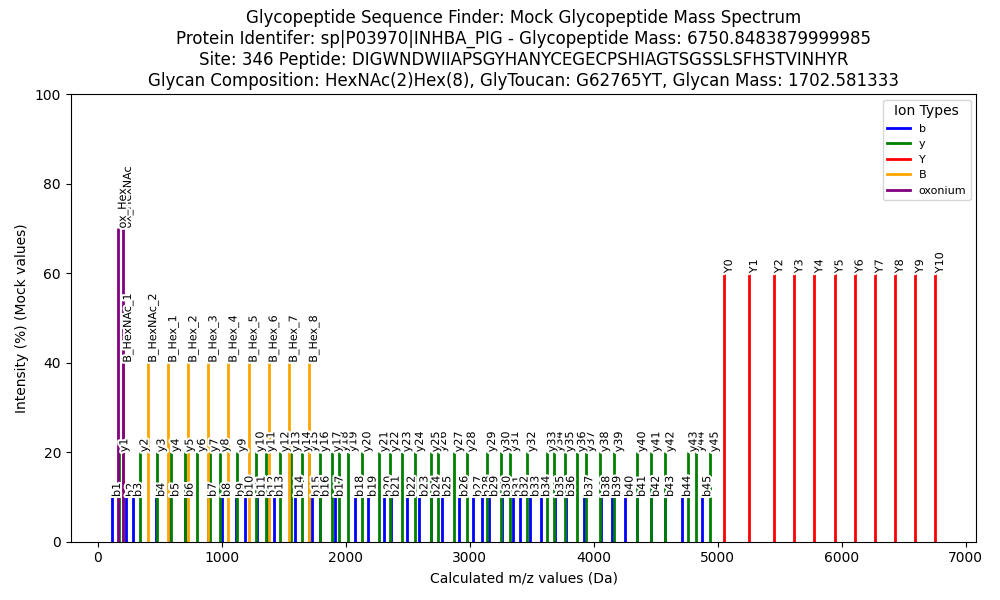 Glycopeptide Sequence Finder: Mock Glycopeptide Mass Spectrum
Protein Identifer: sp|P03970|INHBA_PIG - Glycopeptide Mass: 6750.8483879999985
Site: 346 Peptide: DIGWNDWIIAPSGYHANYCEGECPSHIAGTSGSSLSFHSTVINHYR
Glycan Composition: HexNAc(2)Hex(8), GlyToucan: G62765YT, Glycan Mass: 1702.581333
Intensity (%) (Mock values)
100
80
60
40
20
0
Ion Types
b
y
Y
B
oxonium
ox_Hex
ox_HexNAc
B_HexNAc_1
B_HexNAc_2
B_Hex_1
B_Hex_2
B_Hex_3
B_Hex_4
B_Hex_5
B_Hex_6
B_Hex_7
B_Hex_8
Y0
Y1
Y2
Y3
Y4
Y5
Y6
Y7
Y8
Y9
Y10
y1
y2
y3
y4
y5
y6
y7
y8
y9
y10
y11
y12
y13
y14
y15
y16
y17
y18
y19
y20
y21
y22
y23
y24
y25
y26
y27
y28
y29
y30
y31
y32
y33
y34
y35
y36
y37
y38
y39
y40
y41
y42
y43
y44
y45
b1
b2
b3
b4
b5
b6
b7
b8
b9
b10
b11
b12
b13
b14
b15
b16
b17
b18
b19
b20
b21
b22
b23
b24
b25
b26
b27
b28
b29
b30
b31
b32
b33
b34
b35
b36
b37
b38
b39
b40
b41
b42
b43
b44
b45
0
1000
2000
3000
4000
5000
6000
7000
Calculated m/z values (Da)